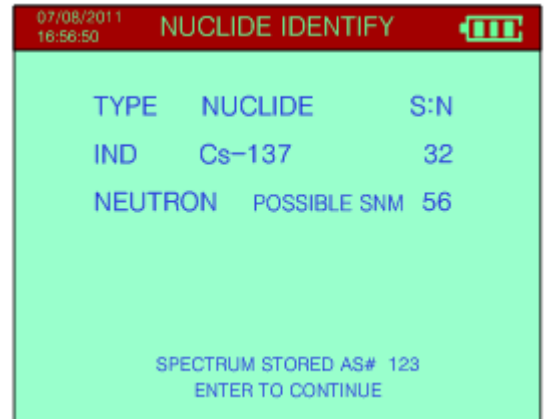 07/08/2011
16:56:50
NUCLIDE IDENTIFY
TYPE NUCLIDE S:N
IND Cs-137 32
NEUTRON POSSIBLE SNM 56
SPECTRUM STORED AS# 123
ENTER TO CONTINUE